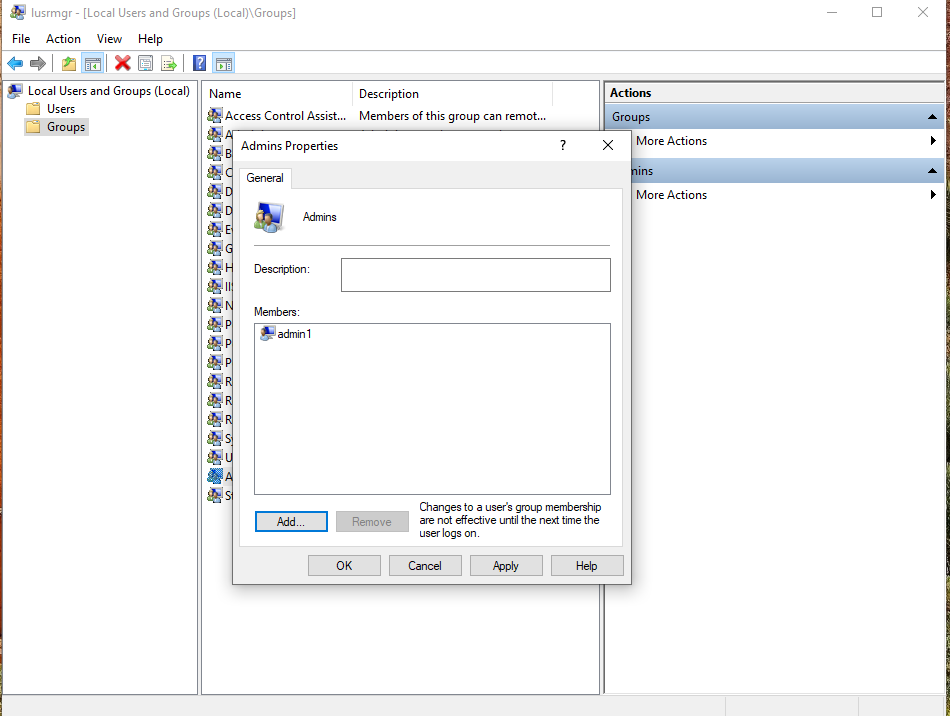 lusrmgr - [Local Users and Groups (Local)\Groups]
File Action View Help
Local Users and Groups (Local)
Users
Groups
Name Description
Access Control Assist... Members of this group can remot...
Actions
Groups
More Actions
More Actions
Admins Properties
?
General
Admins
Description:
Members:
admin1
Add... Remove
Changes to a user's group membership
are not effective until the next time the
user logs on.
OK Cancel Apply Help